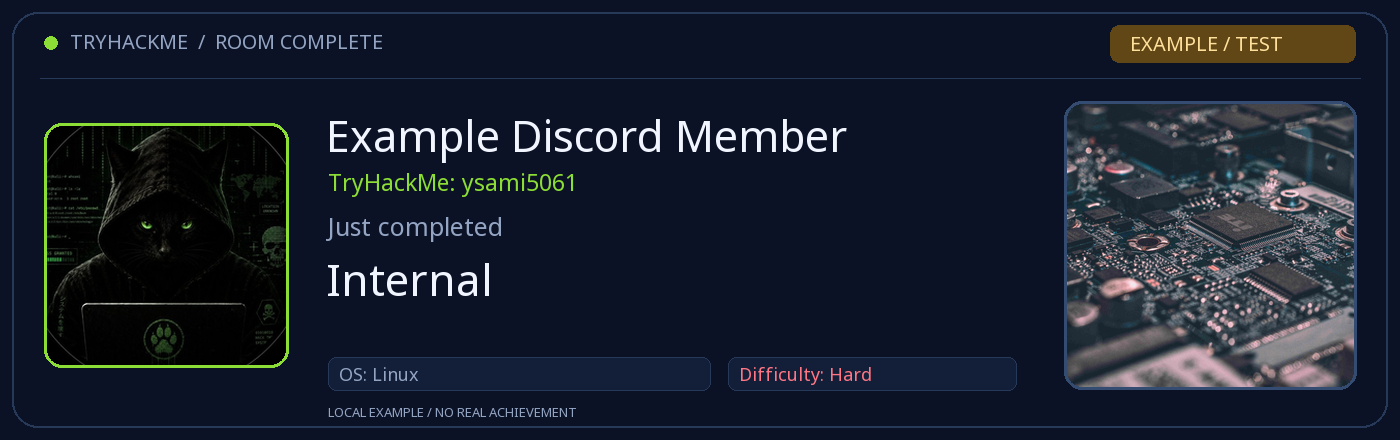 TRYHACKME / ROOM COMPLETE
EXAMPLE / TEST
Example Discord Member
TryHackMe: ysami5061
Just completed
Internal
OS: Linux
Difficulty: Hard
LOCAL EXAMPLE / NO REAL ACHIEVEMENT